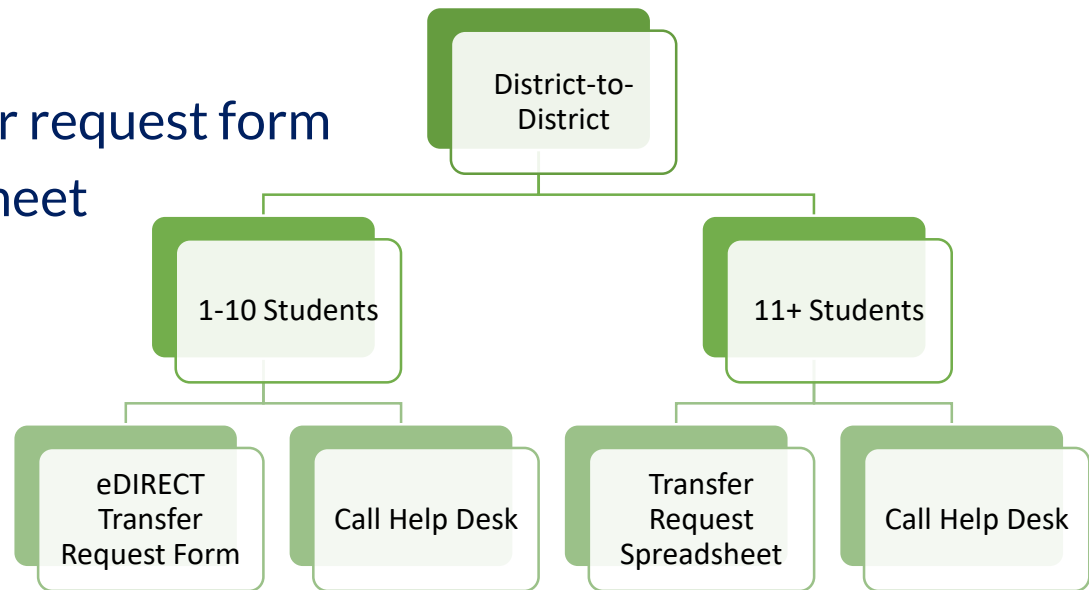 District-to-
District
request form
1-10 Students
11+ Students
eDIRECT
Transfer
Request Form
Call Help Desk
Transfer
Request
Spreadsheet
Call Help Desk